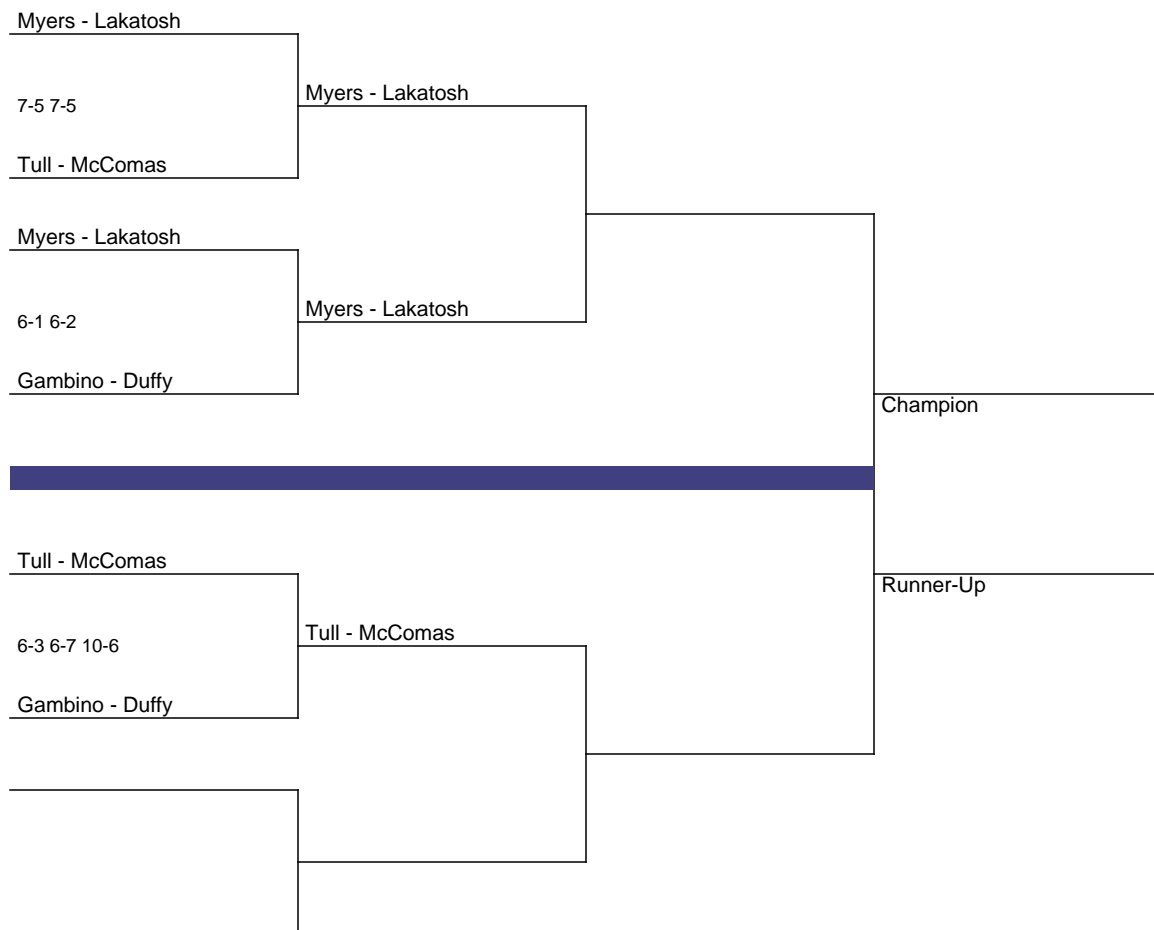 Myers - Lakatosh
Myers - Lakatosh
7-5 7-5
Tull - McComas
Myers - Lakatosh
Myers - Lakatosh
6-1 6-2
Gambino - Duffy
Champion
Tull - McComas
Runner-Up
Tull - McComas
6-3 6-7 10-6
Gambino - Duffy